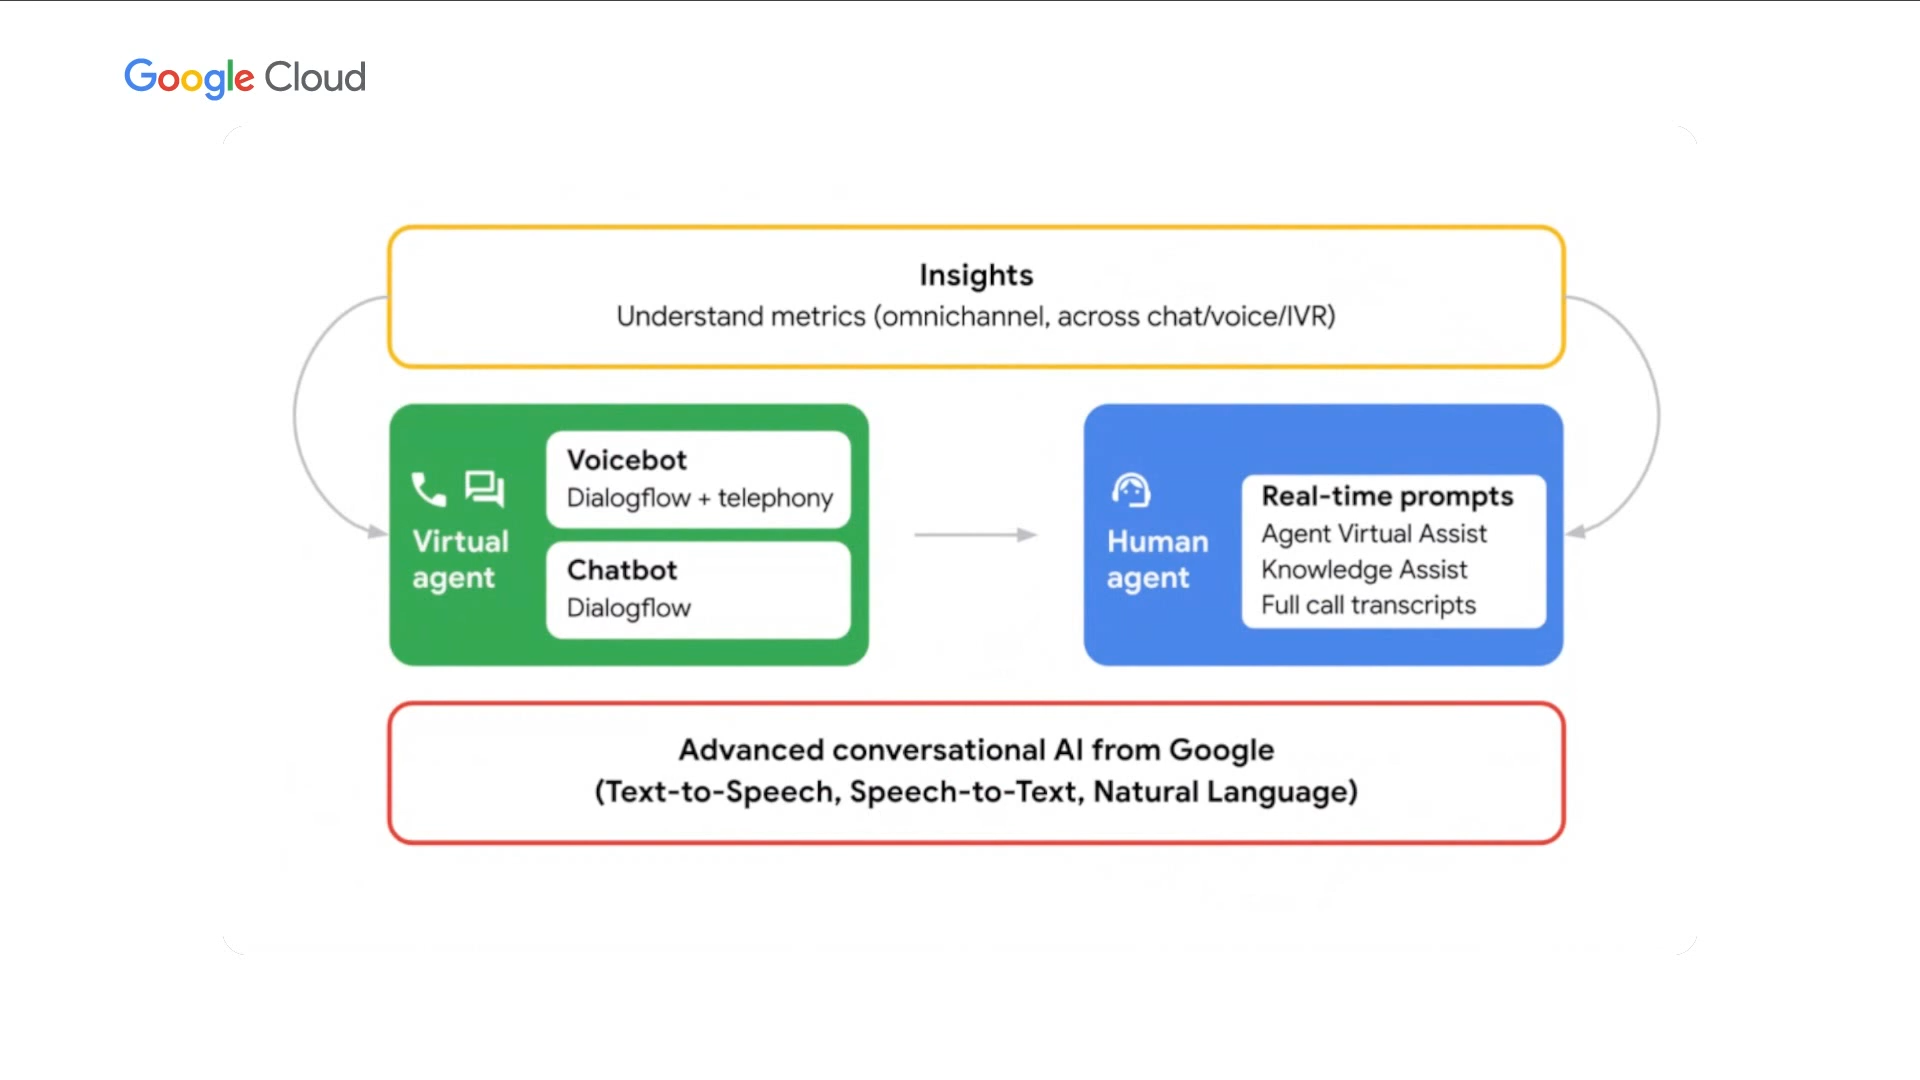 Google Cloud
Insights
Understand metrics (omnichannel, across chat/voice/IVR)
Virtual
agent
Voicebot
Dialogflow + telephony
Chatbot
Dialogflow
Human
agent
Real-time prompts
Agent Virtual Assist
Knowledge Assist
Full call transcripts
Advanced conversational AI from Google
(Text-to-Speech, Speech-to-Text, Natural Language)